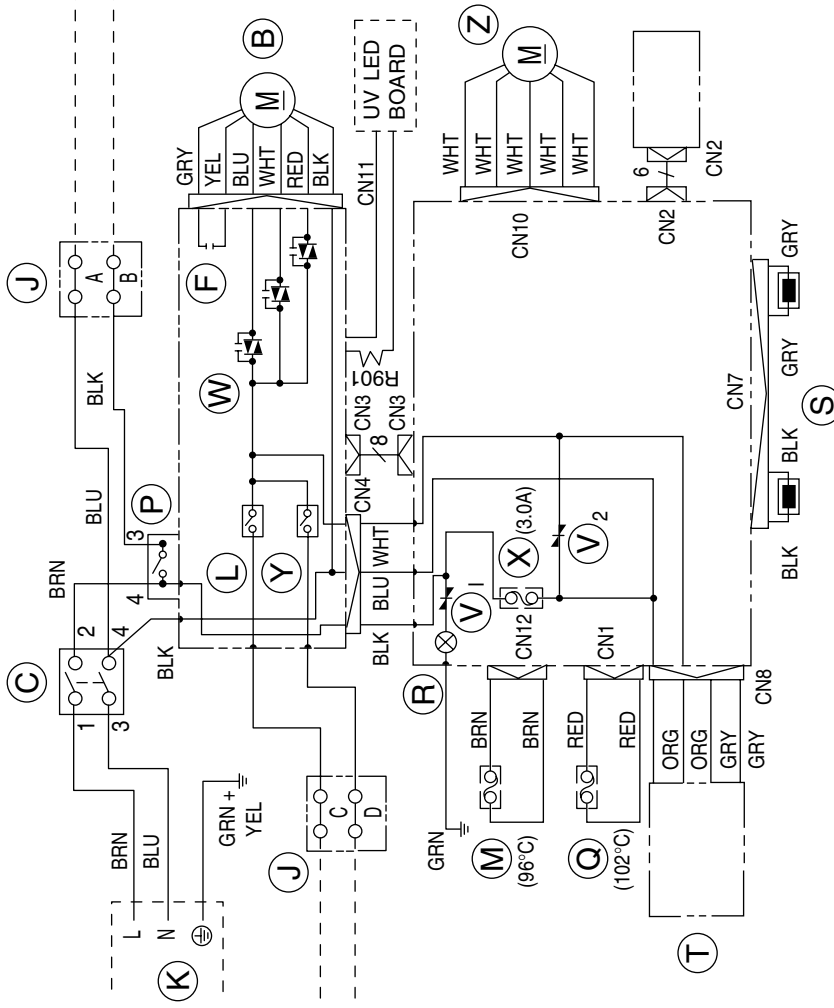 K
L
N
BRN
BLU
GRN + YEL
C
1
2
3
4
BRN
BLU
BLK
P
3
4
J
A
B
J
C
D
BLK
L
Y
W
F
B
M
GRY
YEL
BLU
WHT
RED
BLK
CN11
UV LED
BOARD
R901
CN3
8
CN3
CN4
BLK
BLU
WHT
R
GRN
V1
X
(3.0A)
V2
CN12
M
(96°C)
BRN
BRN
CN1
Q
(102°C)
RED
RED
T
ORG
ORG
GRY
GRY
CN8
Z
M
WHT
WHT
WHT
WHT
WHT
CN10
6
CN2
CN2
CN7
BLK
BLK
GRY
GRY
S